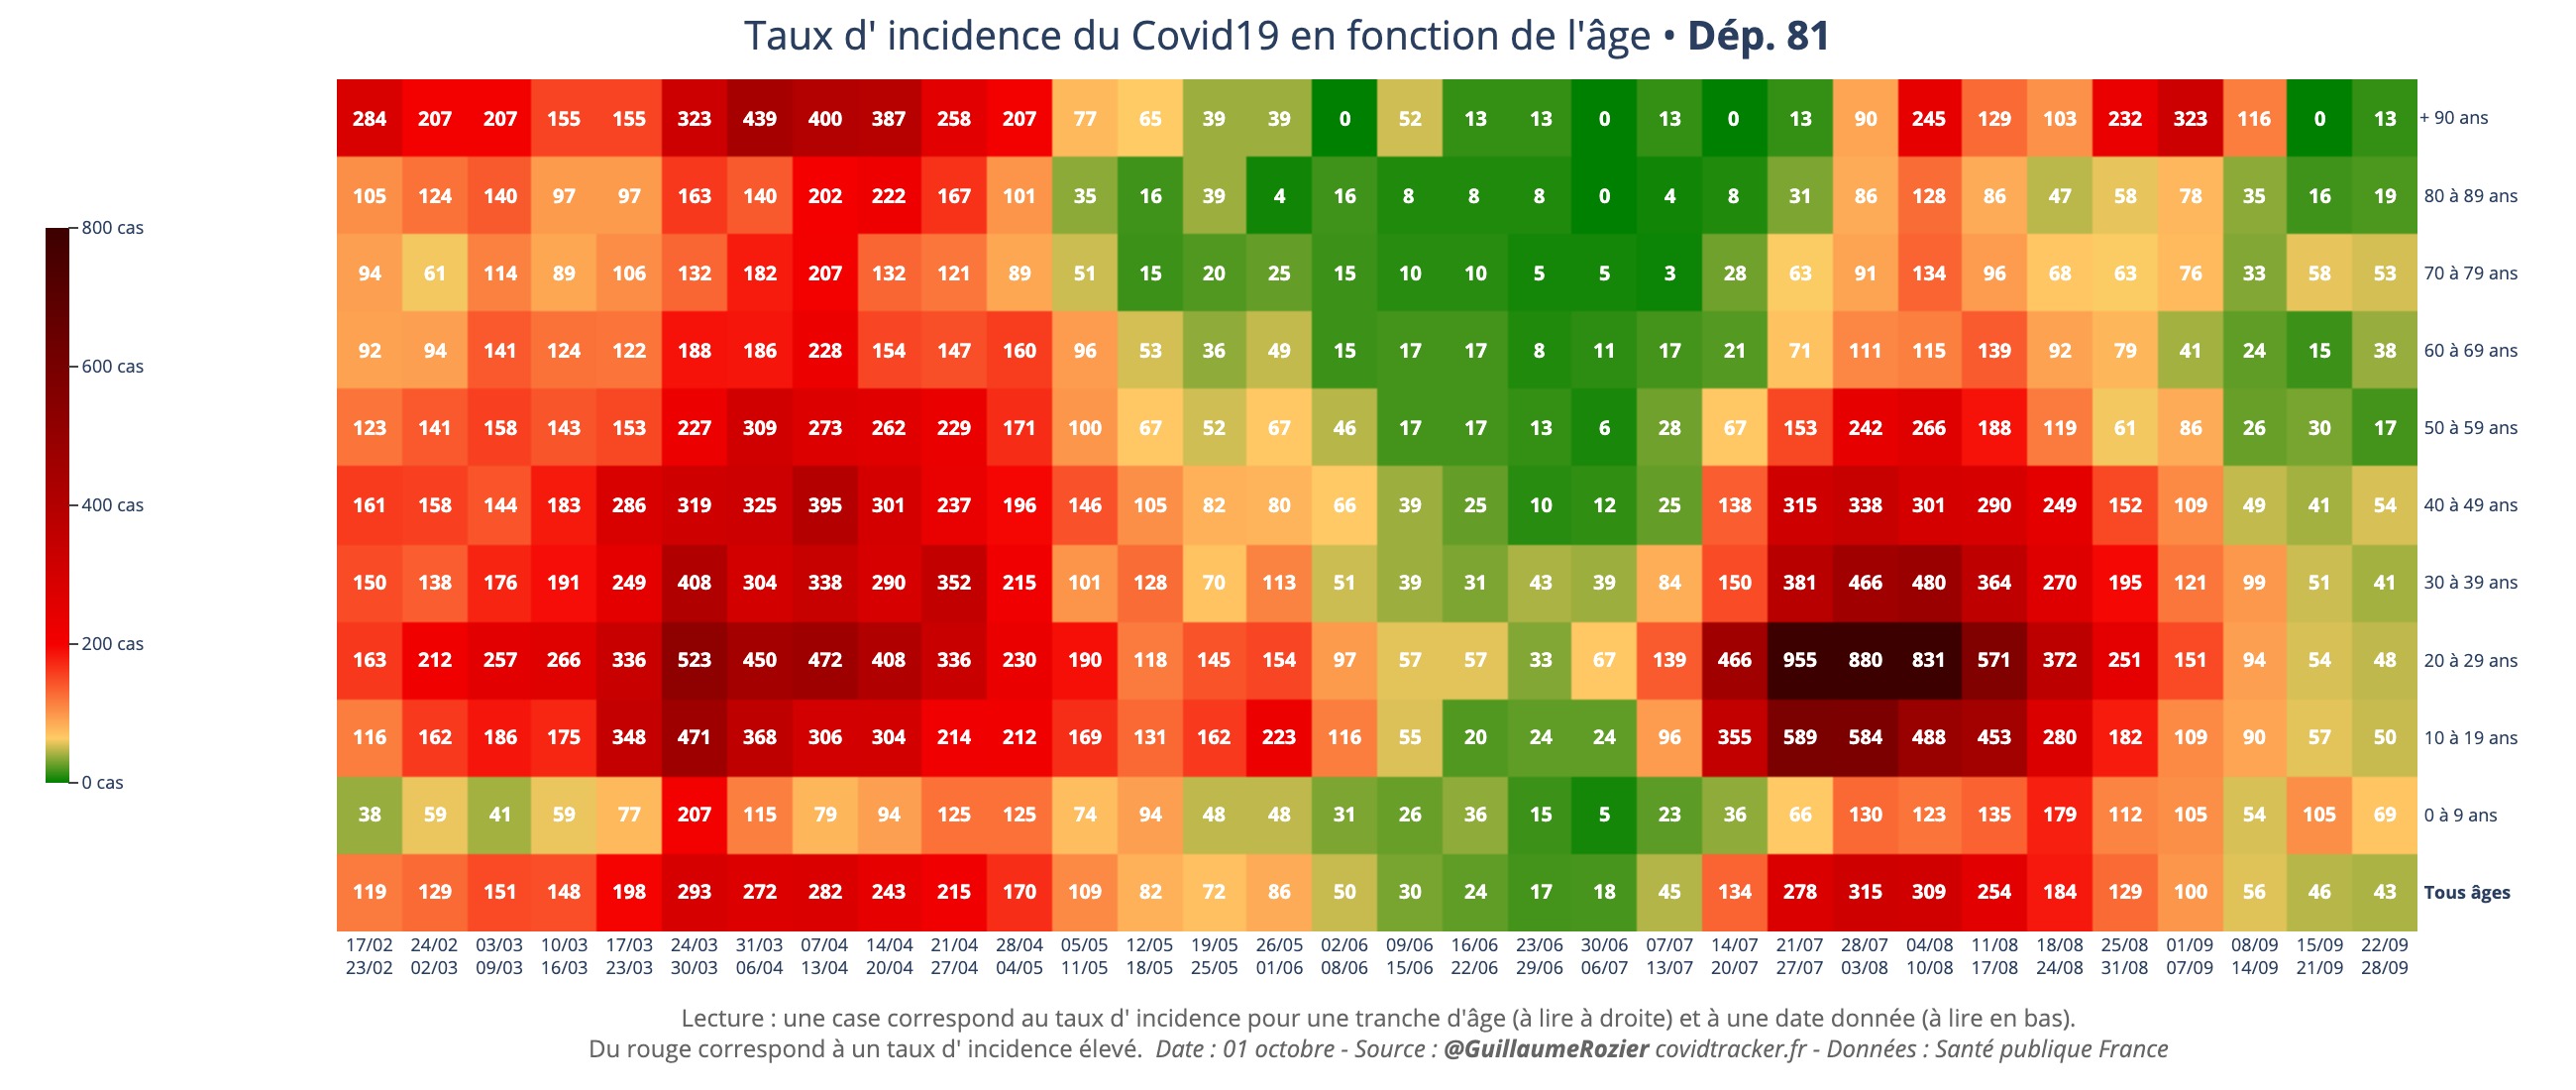 Taux d' incidence du Covid19 en fonction de l'âge • Dép. 81
800 cas
600 cas
400 cas
200 cas
0 cas
284 207 207 155 155 323 439 400 387 258 207 77 65 39 39 0 52 13 13 0 13 0 13 90 245 129 103 232 323 116 0 13 + 90 ans
105 124 140 97 97 163 140 202 222 167 101 35 16 39 4 16 8 8 8 0 4 8 31 86 128 86 47 58 78 35 16 19 80 à 89 ans
94 61 114 89 106 132 182 207 132 121 89 51 15 20 25 15 10 10 5 5 3 28 63 91 134 96 68 63 76 33 58 53 70 à 79 ans
92 94 141 124 122 188 186 228 154 147 160 96 53 36 49 15 17 17 8 11 17 21 71 111 115 139 92 79 41 24 15 38 60 à 69 ans
123 141 158 143 153 227 309 273 262 229 171 100 67 52 67 46 17 17 13 6 28 67 153 242 266 188 119 61 86 26 30 17 50 à 59 ans
161 158 144 183 286 319 325 395 301 237 196 146 105 82 80 66 39 25 10 12 25 138 315 338 301 290 249 152 109 49 41 54 40 à 49 ans
150 138 176 191 249 408 304 338 290 352 215 101 128 70 113 51 39 31 43 39 84 150 381 466 480 364 270 195 121 99 51 41 30 à 39 ans
163 212 257 266 336 523 450 472 408 336 230 190 118 145 154 97 57 57 33 67 139 466 955 880 831 571 372 251 151 94 54 48 20 à 29 ans
116 162 186 175 348 471 368 306 304 214 212 169 131 162 223 116 55 20 24 24 96 355 589 584 488 453 280 182 109 90 57 50 10 à 19 ans
38 59 41 59 77 207 115 79 94 125 125 74 94 48 48 31 26 36 15 5 23 36 66 130 123 135 179 112 105 54 105 69 0 à 9 ans
119 129 151 148 198 293 272 282 243 215 170 109 82 72 86 50 30 24 17 18 45 134 278 315 309 254 184 129 100 56 46 43 Tous âges
17/02 24/02 03/03 10/03 17/03 24/03 31/03 07/04 14/04 21/04 28/04 05/05 12/05 19/05 26/05 02/06 09/06 16/06 23/06 30/06 07/07 14/07 21/07 28/07 04/08 11/08 18/08 25/08 01/09 08/09 15/09 22/09
23/02 02/03 09/03 16/03 23/03 30/03 06/04 13/04 20/04 27/04 04/05 11/05 18/05 25/05 01/06 08/06 15/06 22/06 29/06 06/07 13/07 20/07 27/07 03/08 10/08 17/08 24/08 31/08 07/09 14/09 21/09 28/09
Lecture : une case correspond au taux d' incidence pour une tranche d'âge (à lire à droite) et à une date donnée (à lire en bas).
Du rouge correspond à un taux d' incidence élevé. Date : 01 octobre - Source : @GuillaumeRozier covidtracker.fr - Données : Santé publique France